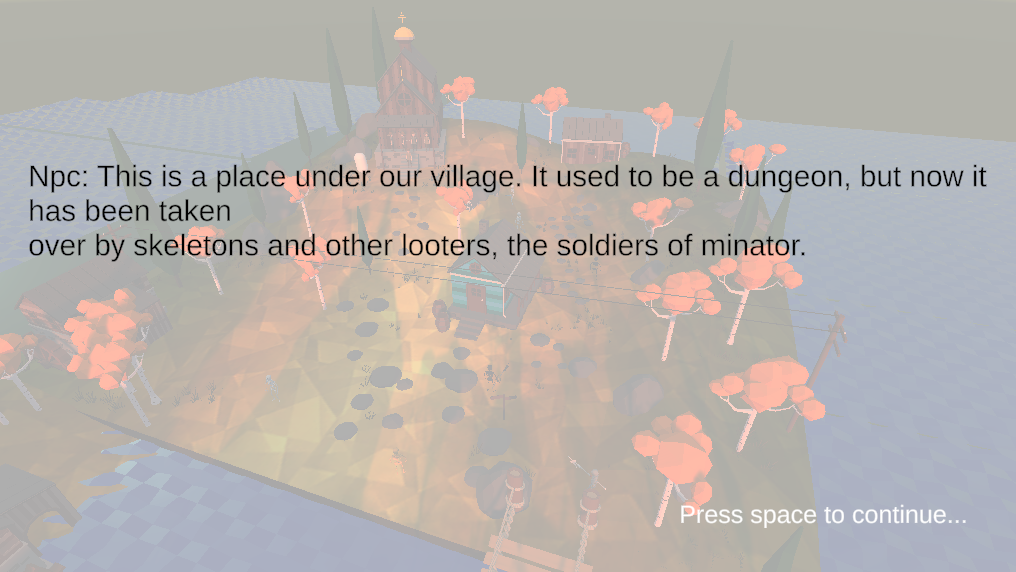 Npc: This is a place under our village. It used to be a dungeon, but now it
has been taken
over by skeletons and other looters, the soldiers of minator.
Press space to continue...